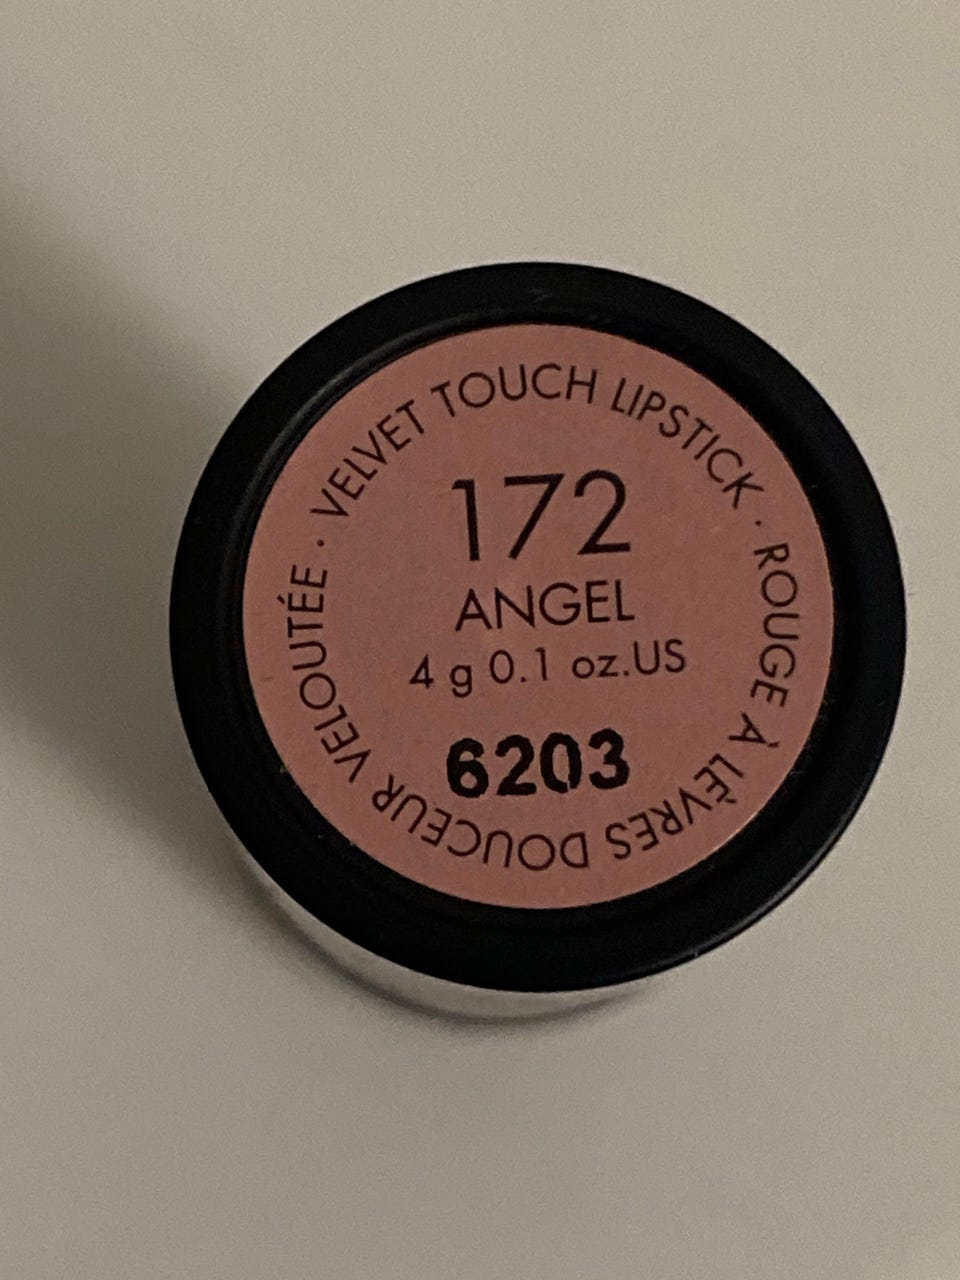 VELVET TOUCH LIPSTICK · ROUGE À LÈVRES DOUCEUR VELOUTÉE ·
172
ANGEL
4 g 0.1 oz.US
6203